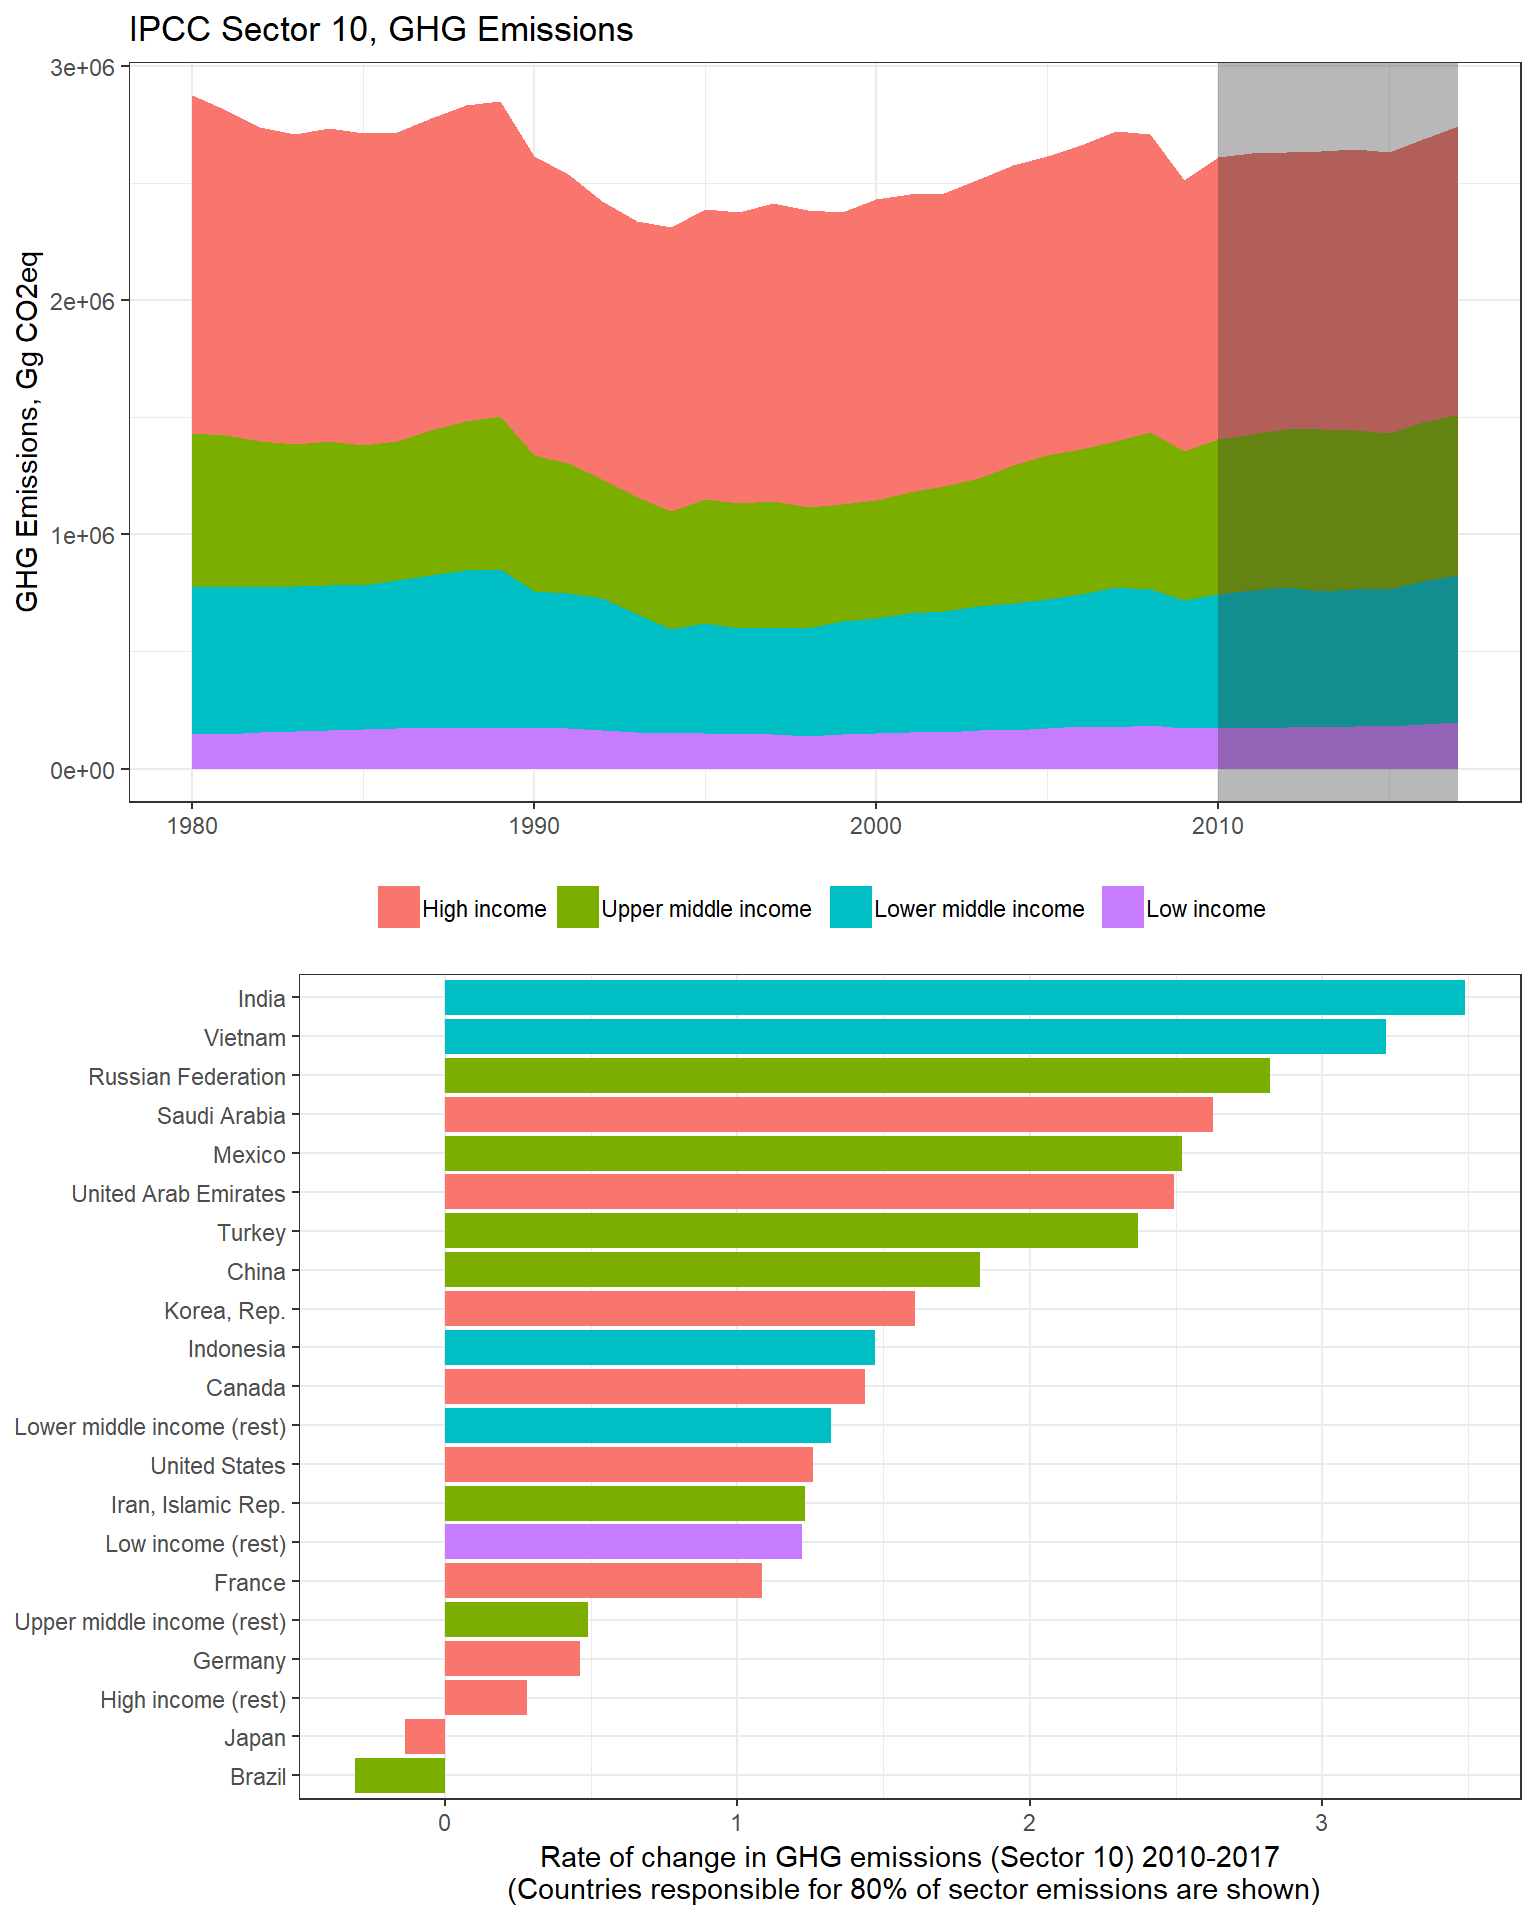 IPCC Sector 10, GHG Emissions
GHG Emissions, Gg CO2eq
3e+06
2e+06
1e+06
0e+00
1980 1990 2000 2010
High income Upper middle income Lower middle income Low income
India
Vietnam
Russian Federation
Saudi Arabia
Mexico
United Arab Emirates
Turkey
China
Korea, Rep.
Indonesia
Canada
Lower middle income (rest)
United States
Iran, Islamic Rep.
Low income (rest)
France
Upper middle income (rest)
Germany
High income (rest)
Japan
Brazil
0 1 2 3
Rate of change in GHG emissions (Sector 10) 2010-2017
(Countries responsible for 80% of sector emissions are shown)